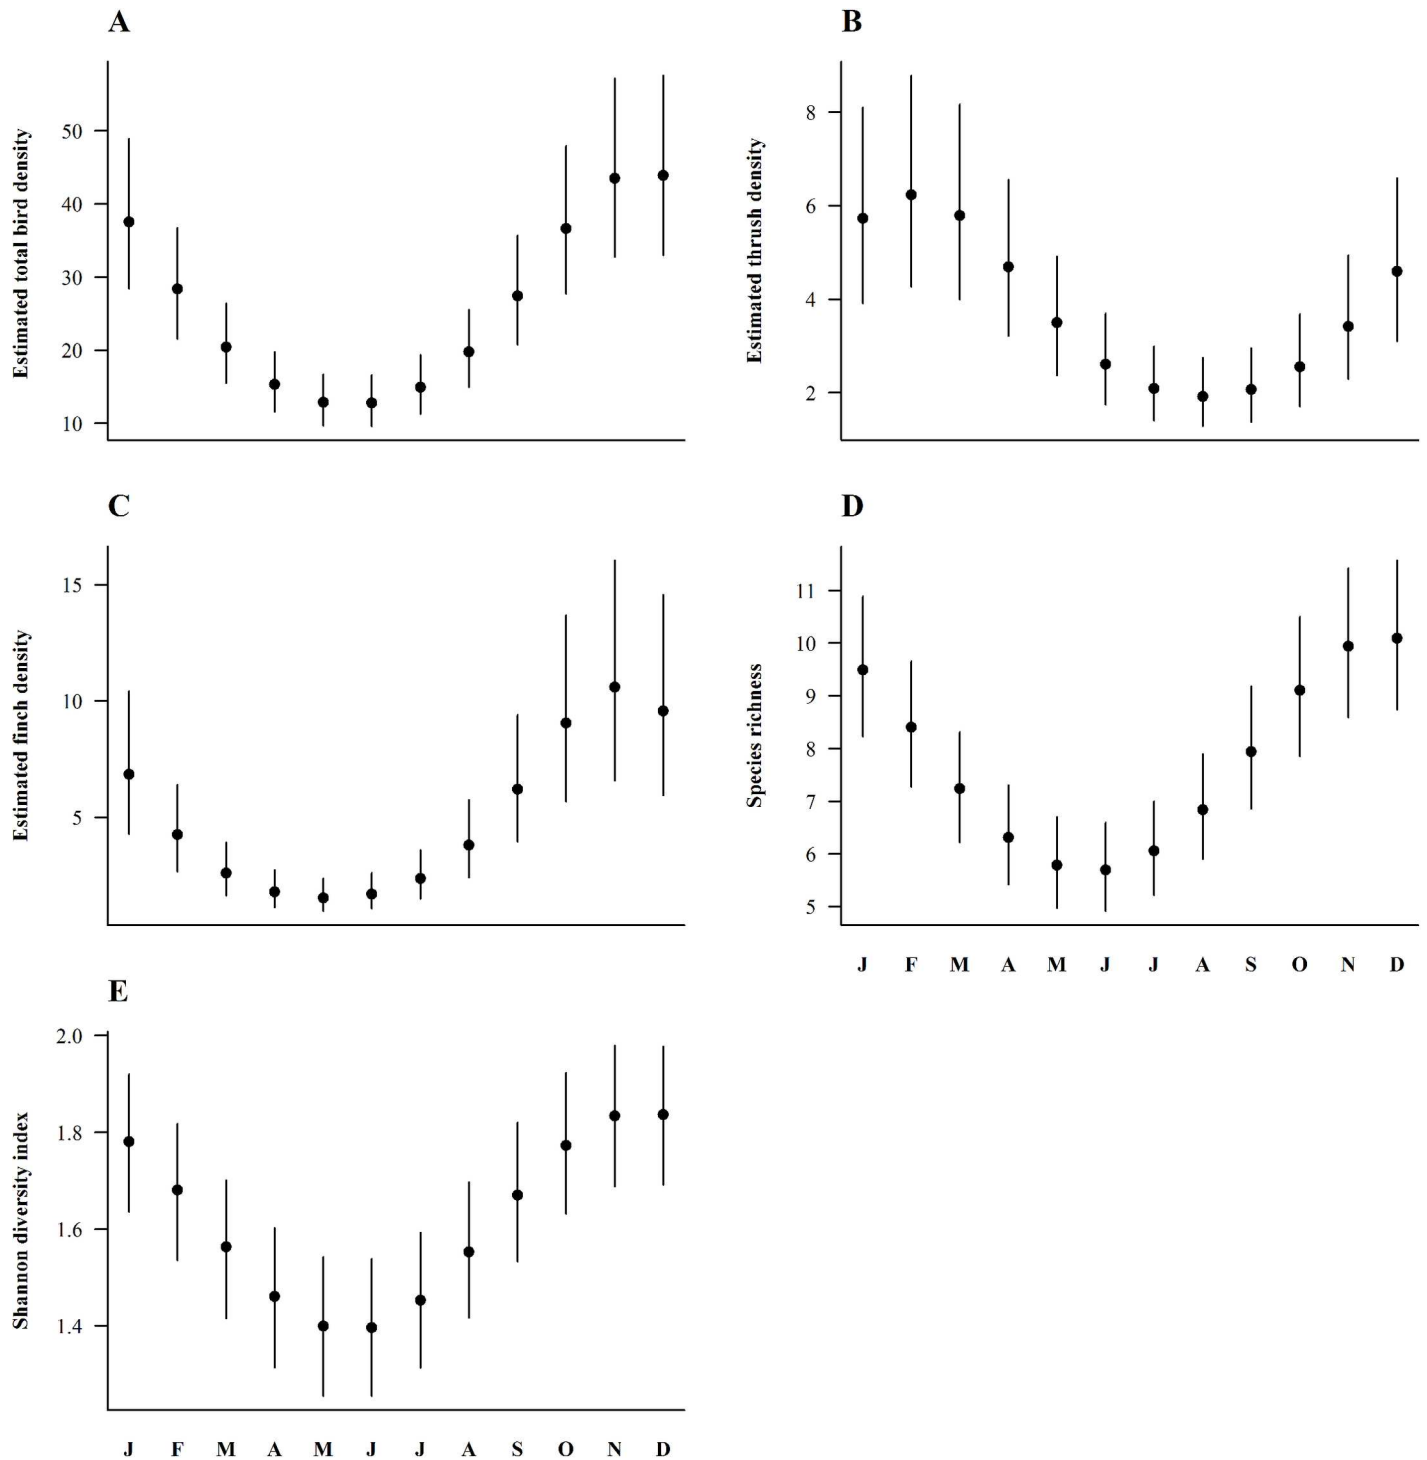 A
Estimated total bird density
50
40
30
20
10
B
Estimated thrush density
8
6
4
2
C
Estimated finch density
15
10
5
D
Species richness
11
10
9
8
7
6
5
J F M A M J J A S O N D
E
Shannon diversity index
2.0
1.8
1.6
1.4
J F M A M J J A S O N D